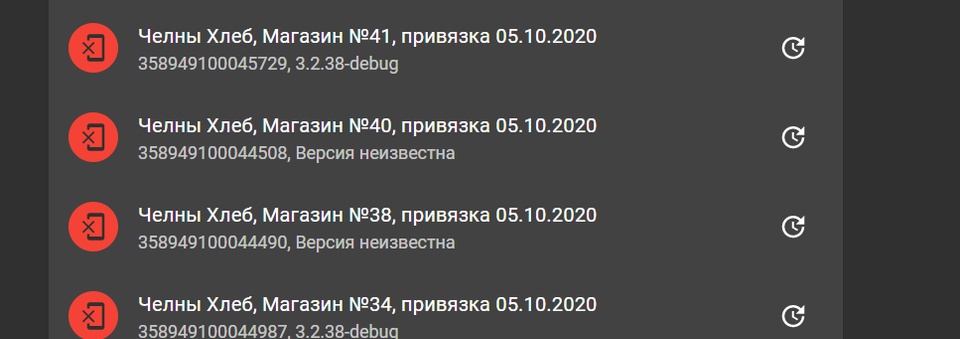 Челны Хлеб, Магазин №41, привязка 05.10.2020
358949100045729, 3.2.38-debug
Челны Хлеб, Магазин №40, привязка 05.10.2020
358949100044508, Версия неизвестна
Челны Хлеб, Магазин №38, привязка 05.10.2020
358949100044490, Версия неизвестна
Челны Хлеб, Магазин №34, привязка 05.10.2020
358949100044987, 3.2.38-debug